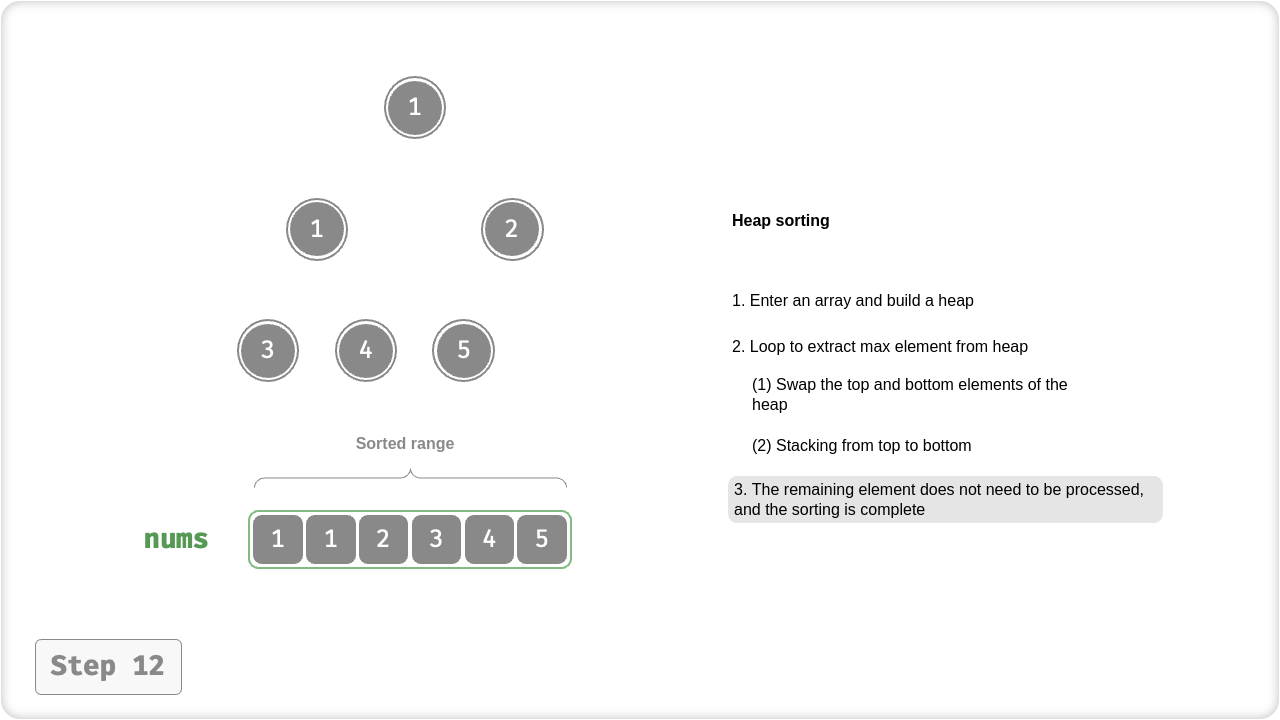 1
1 2
3 4 5
Sorted range
nums 1 1 2 3 4 5
Step 12
Heap sorting
1. Enter an array and build a heap
2. Loop to extract max element from heap
(1) Swap the top and bottom elements of the
heap
(2) Stacking from top to bottom
3. The remaining element does not need to be processed,
and the sorting is complete